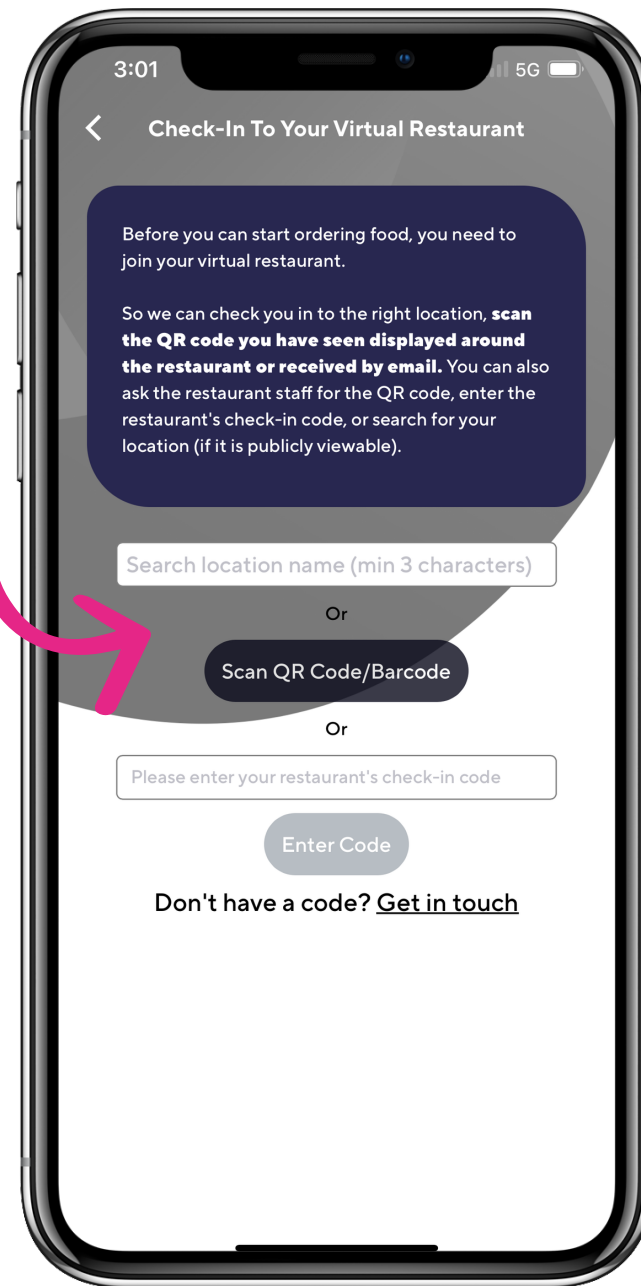 3:01
5G
Check-In To Your Virtual Restaurant
Before you can start ordering food, you need to
join your virtual restaurant.
So we can check you in to the right location, scan
the QR code you have seen displayed around
the restaurant or received by email. You can also
ask the restaurant staff for the QR code, enter the
restaurant's check-in code, or search for your
location (if it is publicly viewable).
Search location name (min 3 characters)
Or
Scan QR Code/Barcode
Or
Please enter your restaurant's check-in code
Enter Code
Don't have a code? Get in touch